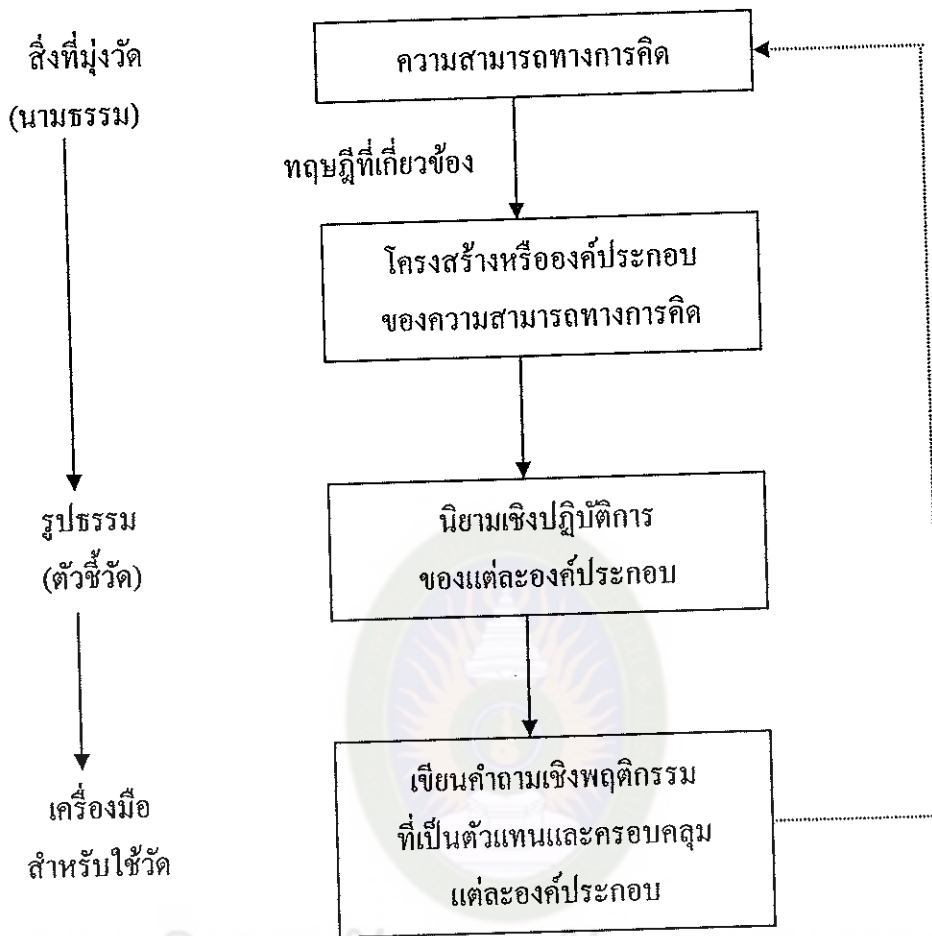 สิ่งที่มุ่งวัด
(นามธรรม)
ความสามารถทางการคิด
ทฤษฎีที่เกี่ยวข้อง
โครงสร้างหรือองค์ประกอบ
ของความสามารถทางการคิด
รูปธรรม
(ตัวชี้วัด)
นิยามเชิงปฏิบัติการ
ของแต่ละองค์ประกอบ
เครื่องมือ
สำหรับใช้วัด
เขียนคำถามเชิงพฤติกรรม
ที่เป็นตัวแทนและครอบคลุม
แต่ละองค์ประกอบ